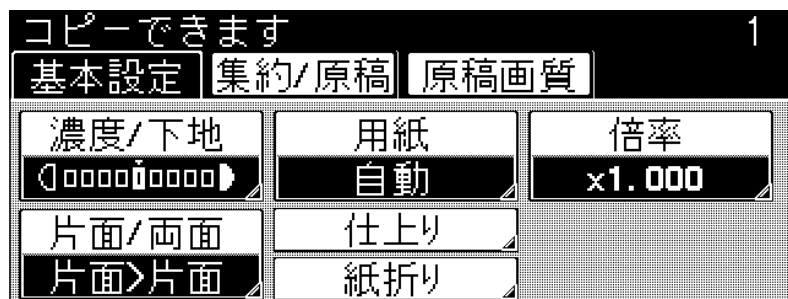 コピーできます 1
基本設定 集約/原稿 原稿画質
濃度/下地 用紙 倍率
自動 x1.000
片面/両面 仕上り
片面>片面 紙折り